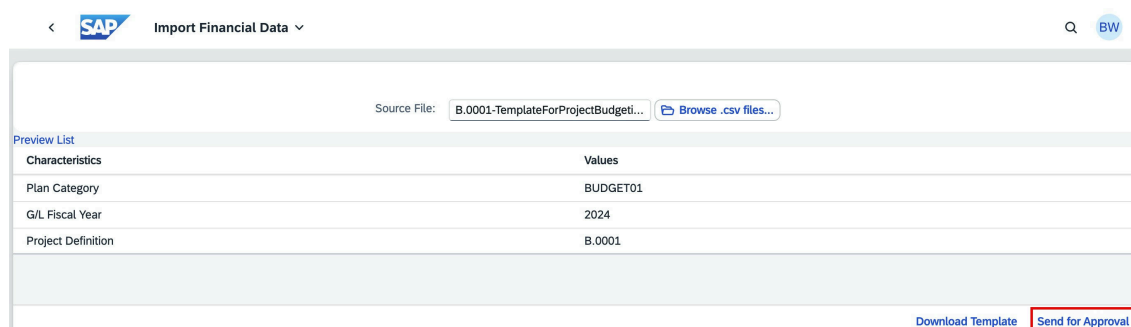 SAP Import Financial Data BW
Source File: B.0001-TemplateForProjectBudgeti... Browse .csv files...
Preview List
Characteristics Values
Plan Category BUDGET01
G/L Fiscal Year 2024
Project Definition B.0001
Download Template Send for Approval